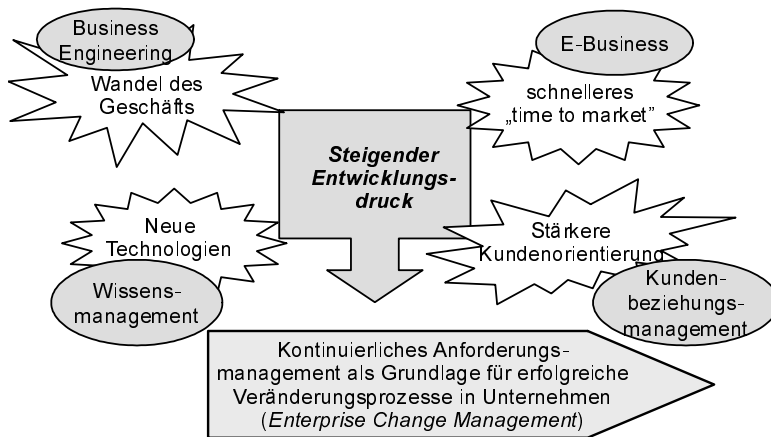 Business
Engineering
Wandel des
Geschäfts
E-Business
schnelleres
„time to market”
Steigender
Entwicklungs-
druck
Neue
Technologien
Wissens-
management
Stärkere
Kundenorientierung
Kunden-
beziehungs-
management
Kontinuierliches Anforderungs-
management als Grundlage für erfolgreiche
Veränderungsprozesse in Unternehmen
(Enterprise Change Management)